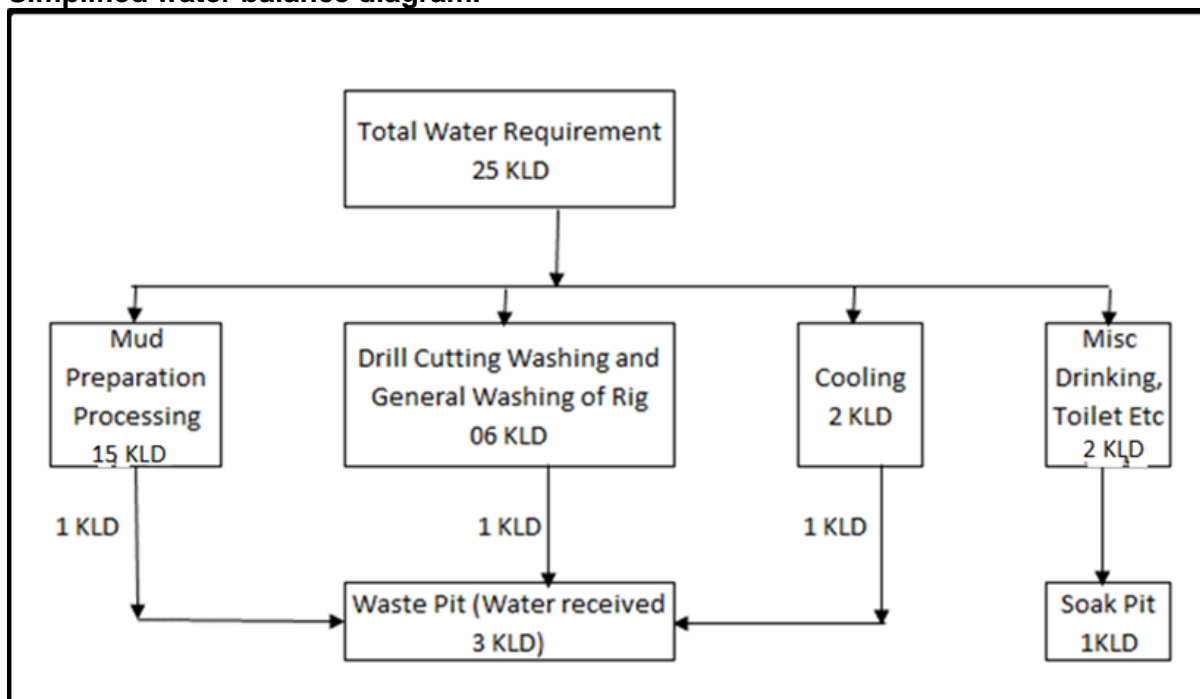 Simplified water balance diagram:
Total Water Requirement
25 KLD
Mud
Preparation
Processing
15 KLD
Drill Cutting Washing and
General Washing of Rig
06 KLD
Cooling
2 KLD
Misc
Drinking,
Toilet Etc
2 KLD
1 KLD
1 KLD
1 KLD
Waste Pit (Water received
3 KLD)
Soak Pit
1KLD